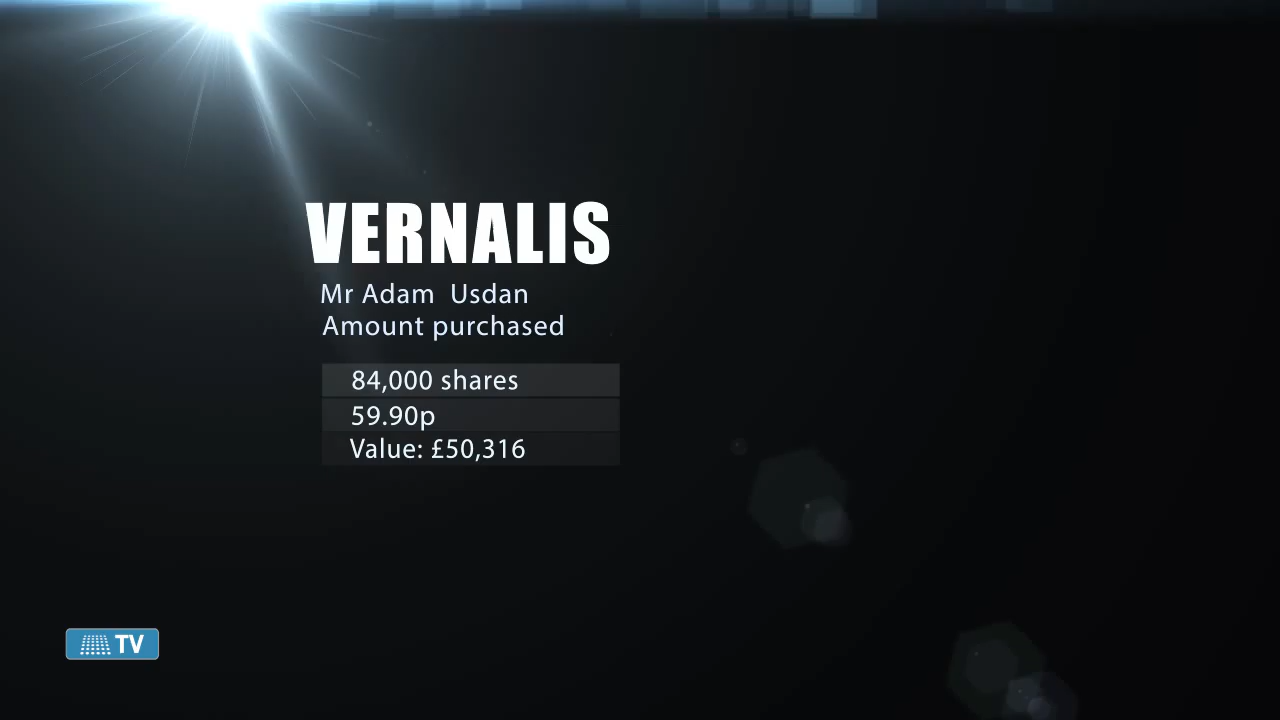 VERNALIS
Mr Adam Usdan
Amount purchased
84,000 shares
59.90p
Value: £50,316
TV